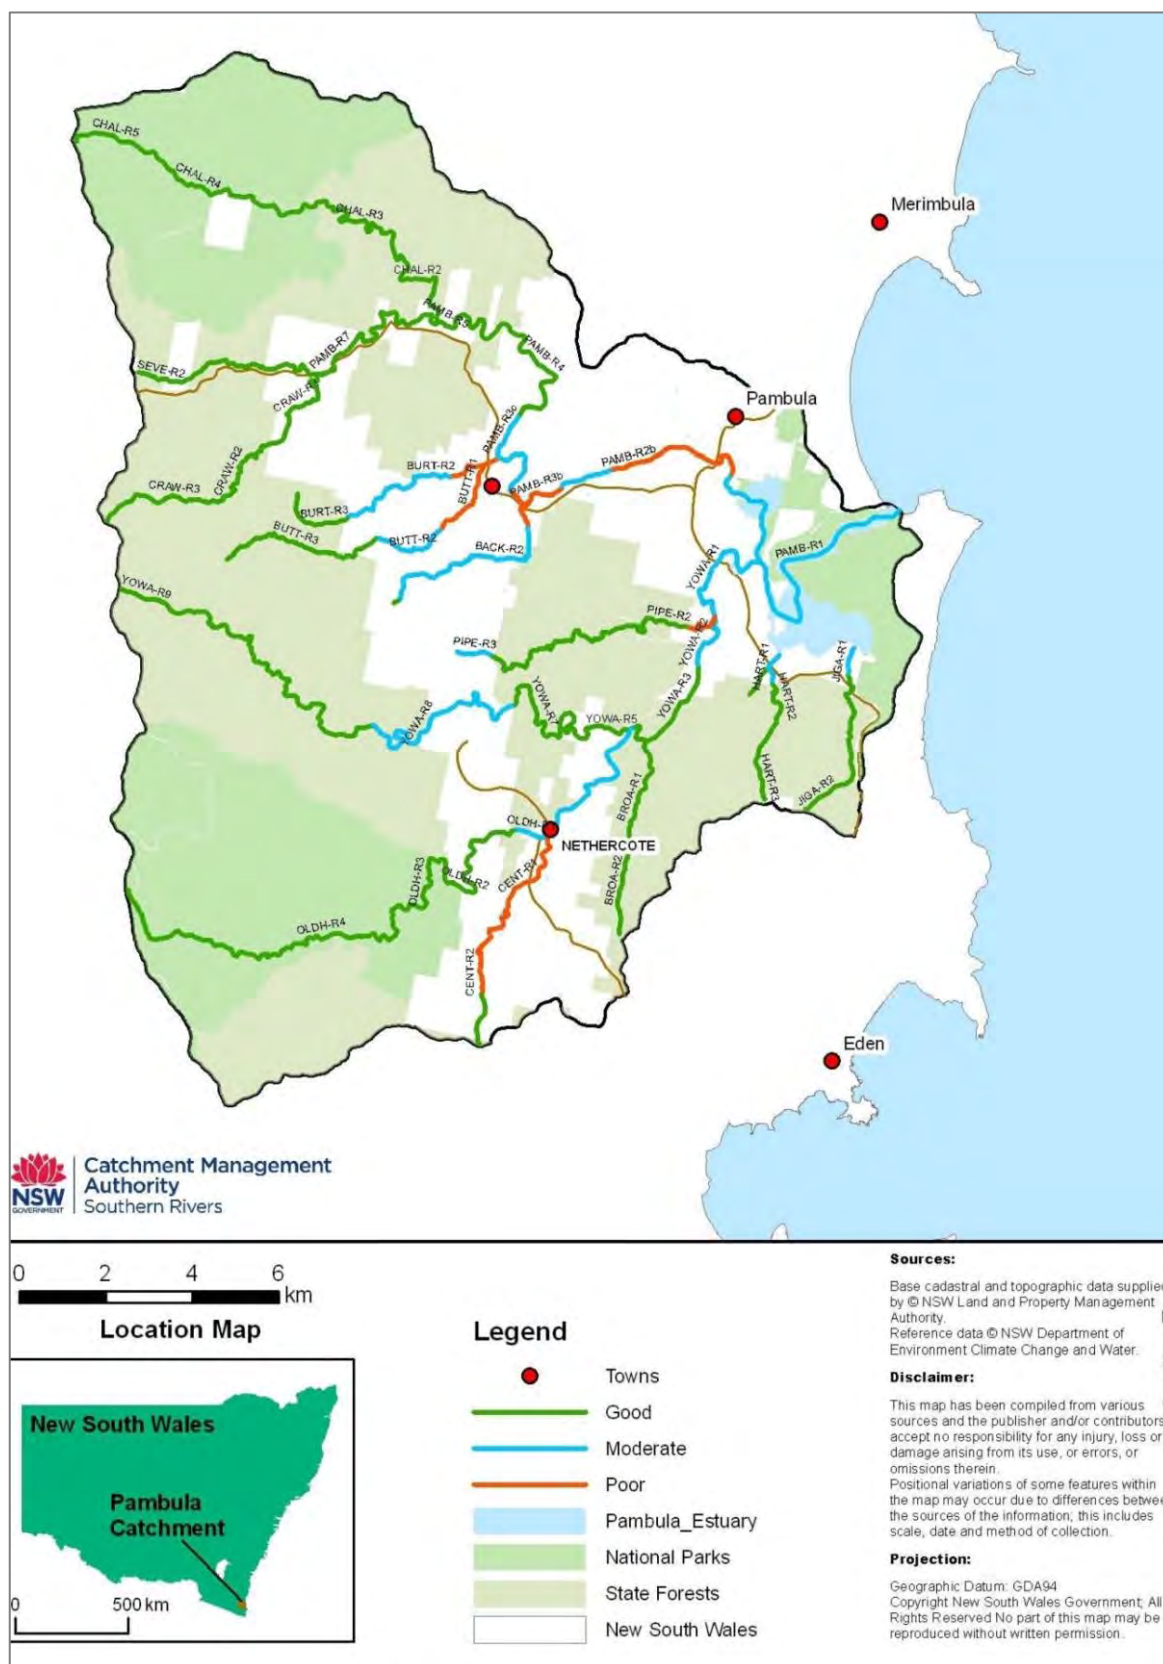 CHAL-R5
CHAL-R4
CHAL-R3
CHAL-R2
Merimbula
PAMB-R5
PAMB-R4
PAMB-R7
SEVE-R2
Pambula
PAMB-R3c
CRAW-R2
CRAW-R3
BURT-R2
BUTT-R1
PAMB-R3b
PAMB-R2b
BURT-R3
BUTT-R3
BUTT-R2
BACK-R2
YOWA-R1
PAMB-R1
YOWA-R9
PIPE-R2
PIPE-R3
YOWA-R2
YOWA-R3
HART-R1
HART-R2
JIGA-R1
YOWA-R8
YOWA-R7
YOWA-R5
HART-R3
JIGA-R2
BROA-R1
OLDH-
NETHERCOTE
OLDH-R3
OLDH-R2
CENT-R1
BROA-R2
OLDH-R4
CENT-R2
Eden
NSW
GOVERNMENT
Catchment Management
Authority
Southern Rivers
0 2 4 6
km
Location Map
New South Wales
Pambula
Catchment
0 500 km
Legend
Towns
Good
Moderate
Poor
Pambula_Estuary
National Parks
State Forests
New South Wales
Sources:
Base cadastral and topographic data supplie
by © NSW Land and Property Management
Authority.
Reference data © NSW Department of
Environment Climate Change and Water.
Disclaimer:
This map has been compiled from various
sources and the publisher and/or contributors
accept no responsibility for any injury, loss or
damage arising from its use, or errors, or
omissions therein.
Positional variations of some features within
the map may occur due to differences betwe
the sources of the information; this includes
scale, date and method of collection.
Projection:
Geographic Datum: GDA94
Copyright New South Wales Government; All
Rights Reserved No part of this map may be
reproduced without written permission.